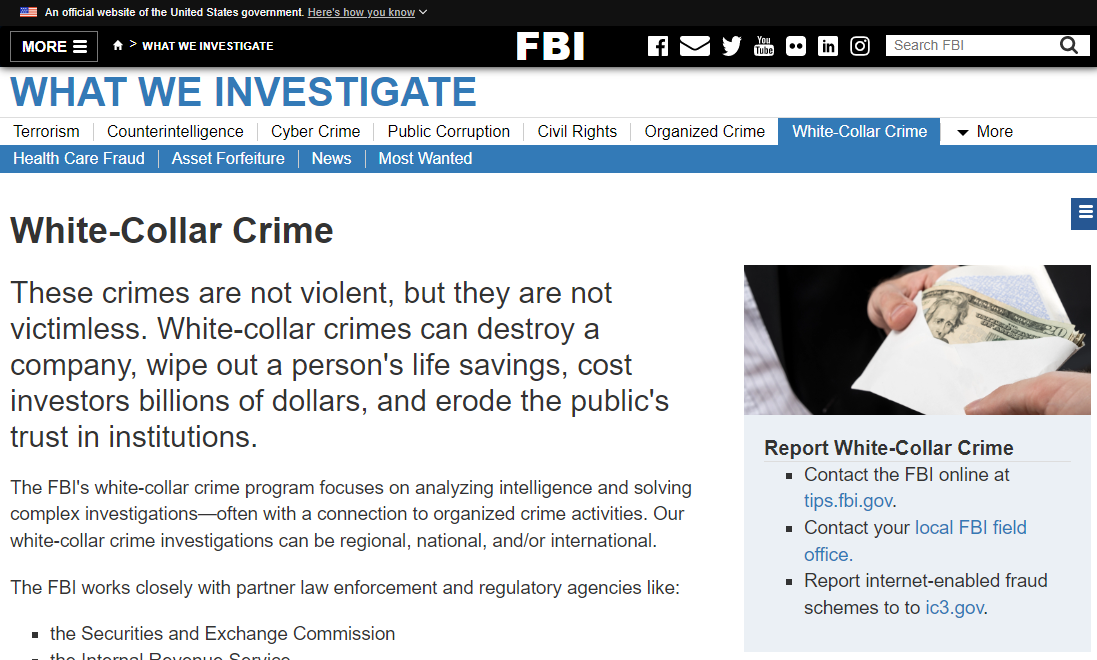 An official website of the United States government. Here's how you know
MORE
> WHAT WE INVESTIGATE
FBI
You
Tube
in
Search FBI
WHAT WE INVESTIGATE
Terrorism
Counterintelligence
Cyber Crime
Public Corruption
Civil Rights
Organized Crime
White-Collar Crime
More
Health Care Fraud
Asset Forfeiture
News
Most Wanted
White-Collar Crime
These crimes are not violent, but they are not
victimless. White-collar crimes can destroy a
company, wipe out a person's life savings, cost
investors billions of dollars, and erode the public's
trust in institutions.
The FBI's white-collar crime program focuses on analyzing intelligence and solving
complex investigations—often with a connection to organized crime activities. Our
white-collar crime investigations can be regional, national, and/or international.
The FBI works closely with partner law enforcement and regulatory agencies like:
the Securities and Exchange Commission
the Internal Revenue Service
20
Report White-Collar Crime
Contact the FBI online at
tips.fbi.gov.
Contact your local FBI field
office.
Report internet-enabled fraud
schemes to to ic3.gov.